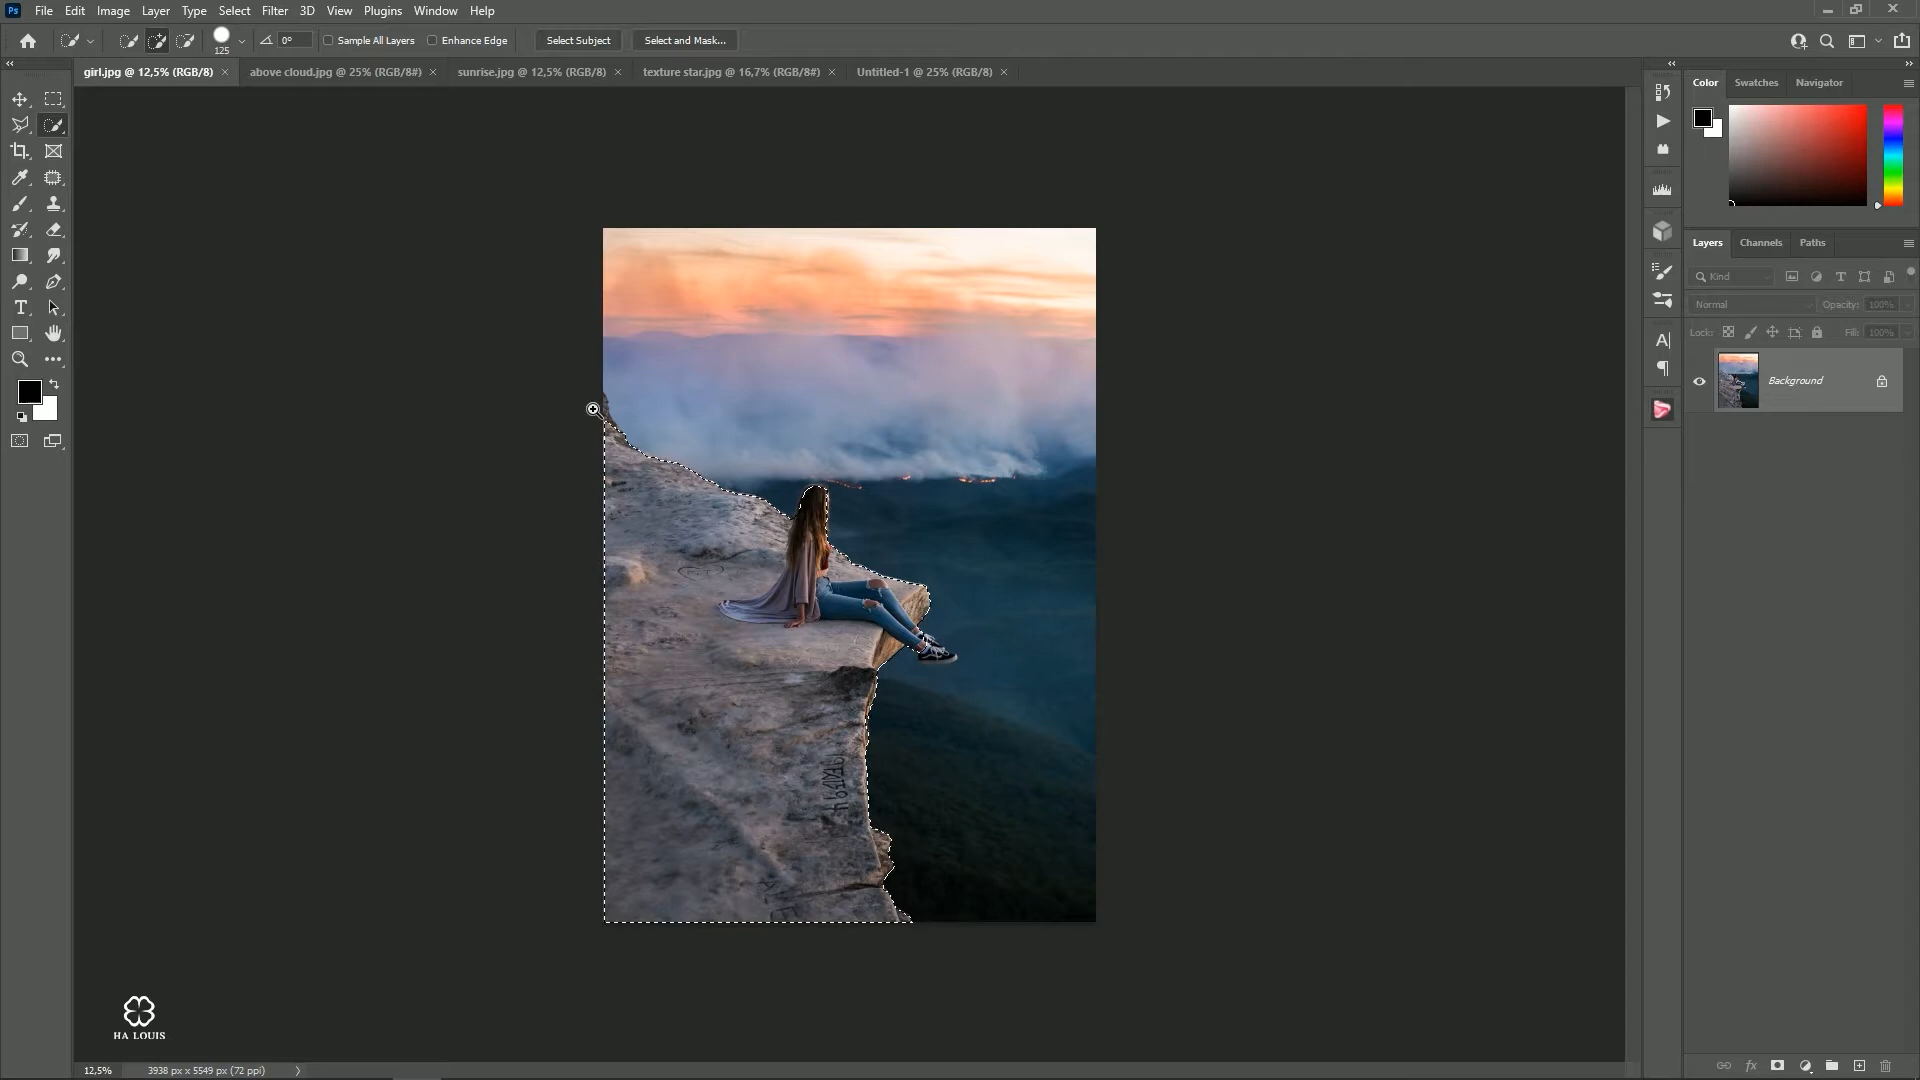 Ps File Edit Image Layer Type Select Filter 3D View Plugins Window Help
125 0° Sample All Layers Enhance Edge Select Subject Select and Mask...
girl.jpg @ 12,5% (RGB/8) above cloud.jpg @ 25% (RGB/8#) sunrise.jpg @ 12,5% (RGB/8) texture star.jpg @ 16,7% (RGB/8#) Untitled-1 @ 25% (RGB/8)
Color Swatches Navigator
Layers Channels Paths
Kind
Normal Opacity: 100%
Lock: Fill: 100%
Background
HA LOUIS
12,5% 3938 px x 5549 px (72 ppi)